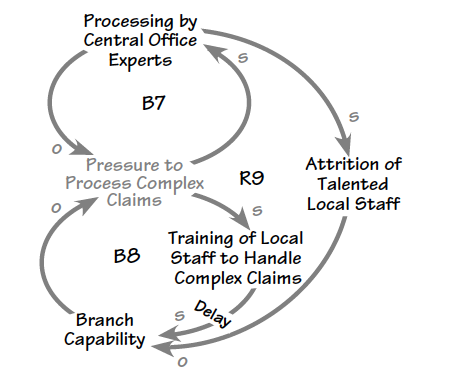 Processing by
Central Office
Experts
S
B7
S
O
Pressure to
Process Complex
Claims
R9
Attrition of
Talented
Local Staff
O
S
B8
Training of Local
Staff to Handle
Complex Claims
Delay
S
Branch
Capability
O